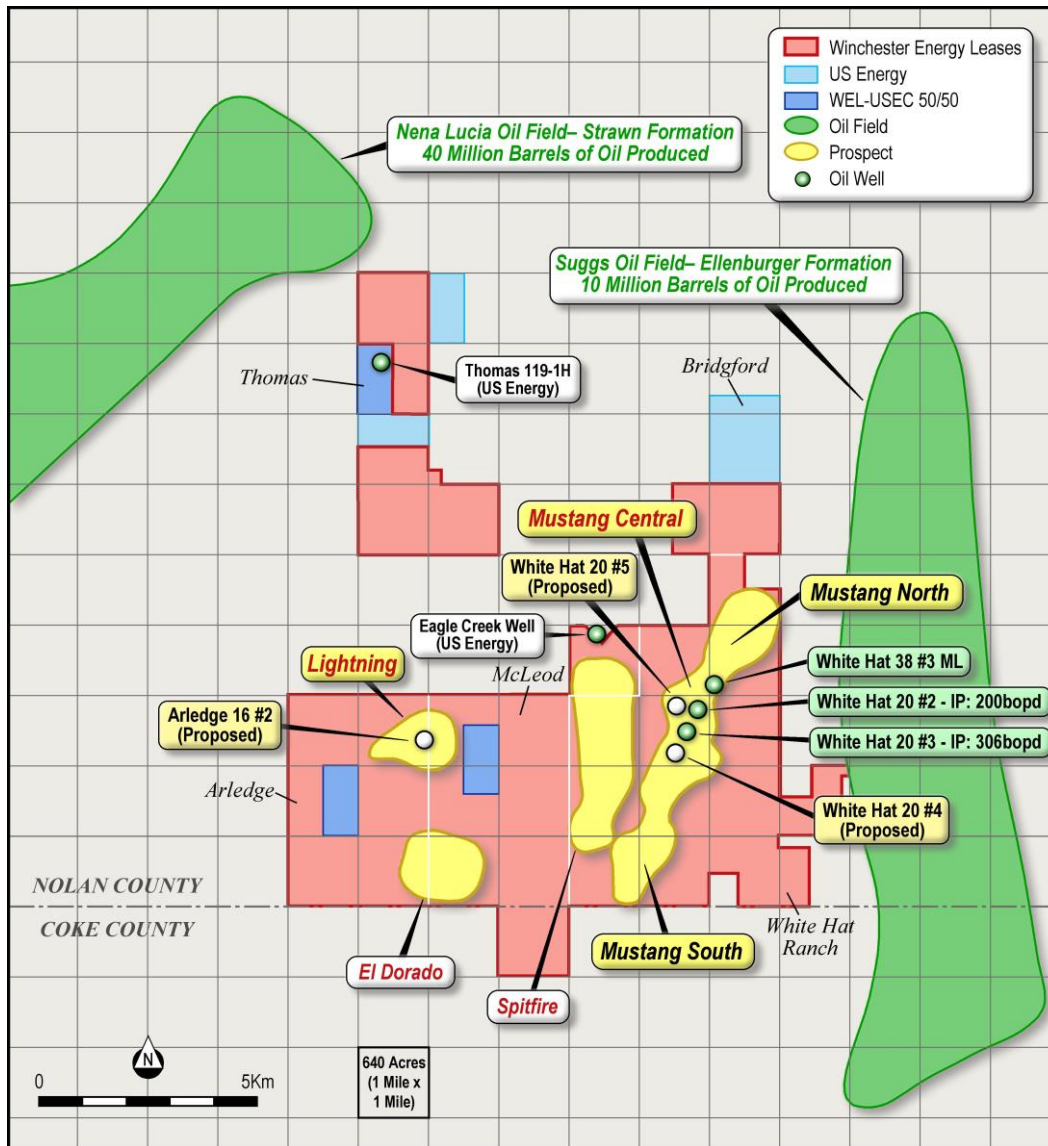 Winchester Energy Leases
US Energy
WEL-USEC 50/50
Oil Field
Prospect
Oil Well
Nena Lucia Oil Field– Strawn Formation
40 Million Barrels of Oil Produced
Suggs Oil Field– Ellenburger Formation
10 Million Barrels of Oil Produced
Thomas
Thomas 119-1H
(US Energy)
Bridgford
Mustang Central
White Hat 20 #5
(Proposed)
Mustang North
Eagle Creek Well
(US Energy)
Lightning
McLeod
White Hat 38 #3 ML
White Hat 20 #2 - IP: 200bopd
Arledge 16 #2
(Proposed)
White Hat 20 #3 - IP: 306bopd
Arledge
White Hat 20 #4
(Proposed)
NOLAN COUNTY
COKE COUNTY
White Hat
Ranch
Mustang South
El Dorado
Spitfire
N
0
5Km
640 Acres
(1 Mile x
1 Mile)